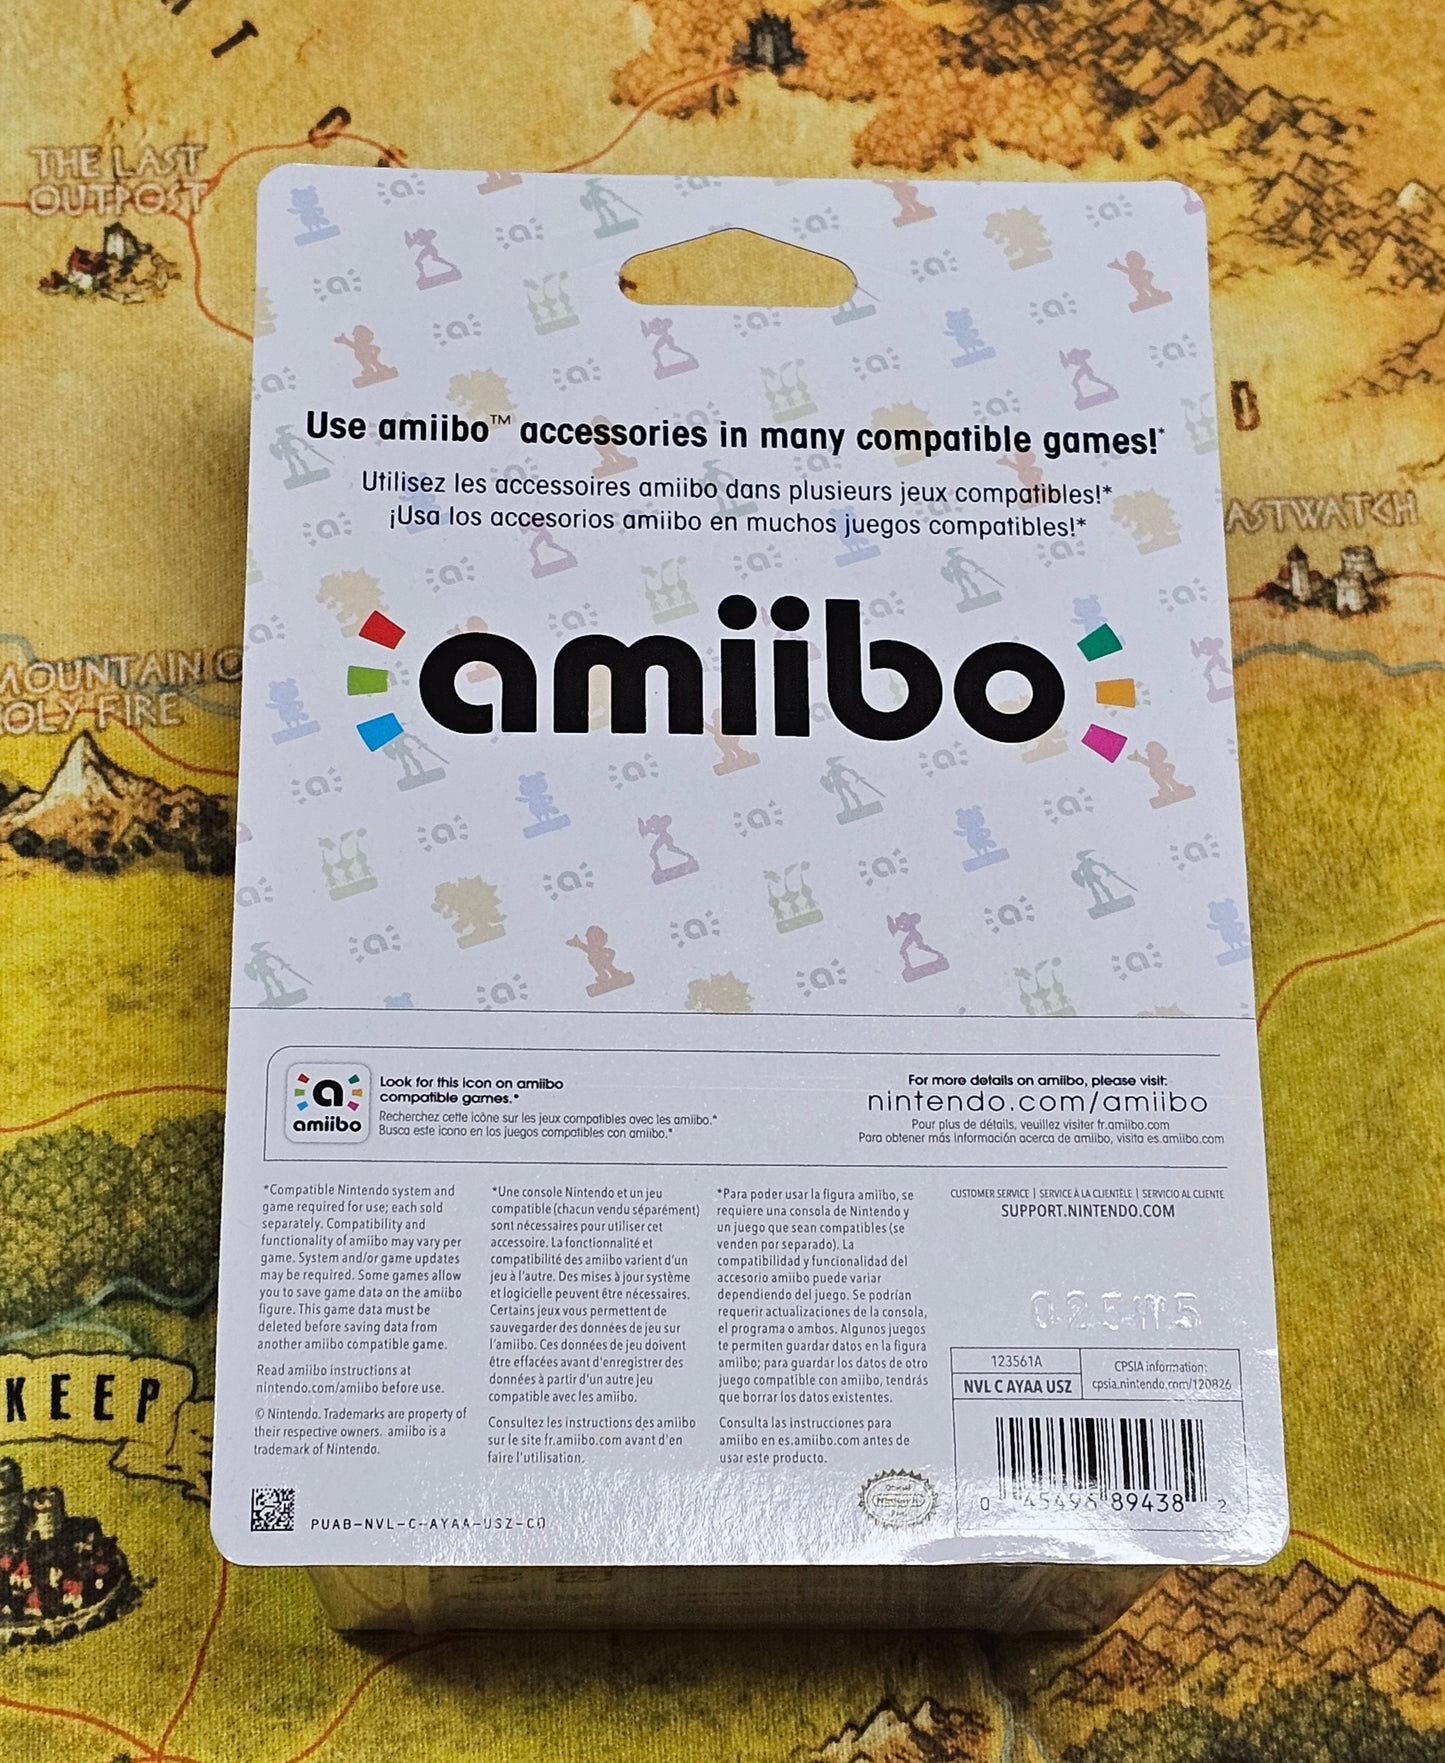 THE LAST
OUTPOST
Use amiibo™ accessories in many compatible games!*
Utilisez les accessoires amiibo dans plusieurs jeux compatibles!*
¡Usa los accesorios amiibo en muchos juegos compatibles!*
ASTWATCH
amiibo
MOUNTAIN O
OLY FIRE
Look for this icon on amiibo
compatible games.*
Recherchez cette icône sur les jeux compatibles avec les amiibo.*
Busca este icono en los juegos compatibles con amiibo.*
a
amiibo
For more details on amiibo, please visit:
nintendo.com/amiibo
Pour plus de détails, veuillez visiter fr.amiibo.com
Para obtener más información acerca de amiibo, visita es.amiibo.com
*Compatible Nintendo system and
game required for use; each sold
separately. Compatibility and
functionality of amiibo may vary per
game. System and/or game updates
may be required. Some games allow
you to save game data on the amiibo
figure. This game data must be
deleted before saving data from
another amiibo compatible game.
Read amiibo instructions at
nintendo.com/amiibo before use.
© Nintendo. Trademarks are property of
their respective owners. amiibo is a
trademark of Nintendo.
*Une console Nintendo et un jeu
compatible (chacun vendu séparément)
sont nécessaires pour utiliser cet
accessoire. La fonctionnalité et
compatibilité des amiibo varient d'un
jeu à l'autre. Des mises à jour système
et logicielle peuvent être nécessaires.
Certains jeux vous permettent de
sauvegarder des données de jeu sur
l'amiibo. Ces données de jeu doivent
être effacées avant d'enregistrer des
données à partir d'un autre jeu
compatible avec les amiibo.
Consultez les instructions des amiibo
sur le site fr.amiibo.com avant d'en
faire l'utilisation.
*Para poder usar la figura amiibo, se
requiere una consola de Nintendo y
un juego que sean compatibles (se
venden por separado). La
compatibilidad y funcionalidad del
accesorio amiibo puede variar
dependiendo del juego. Se podrían
requerir actualizaciones de la consola,
el programa o ambos. Algunos juegos
te permiten guardar datos en la figura
amiibo; para guardar los datos de otro
juego compatible con amiibo, tendrás
que borrar los datos existentes.
Consulta las instrucciones para
amiibo en es.amiibo.com antes de
usar este producto.
CUSTOMER SERVICE | SERVICE À LA CLIENTÈLE | SERVICIO AL CLIENTE
SUPPORT.NINTENDO.COM
123561A
NVL C AYAA USZ
CPSIA information:
cpsia.nintendo.com/120826
0 45496 89438 2
PUAB-NVL-C-AYAA-USZ-C0
KEEP